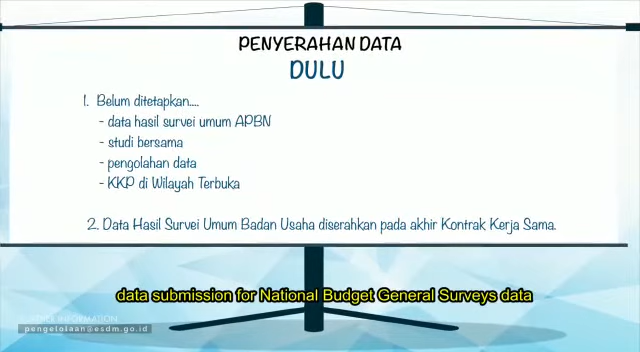 PENYERAHAN DATA
DULU
1. Belum ditetapkan....
- data hasil survei umum APBN
- studi bersama
- pengolahan data
- KKP di Wilayah Terbuka
2. Data Hasil Survei Umum Badan Usaha diserahkan pada akhir Kontrak Kerja Sama.
data submission for National Budget General Surveys data
INFORMATION
pengelolaan@esdm.go.id